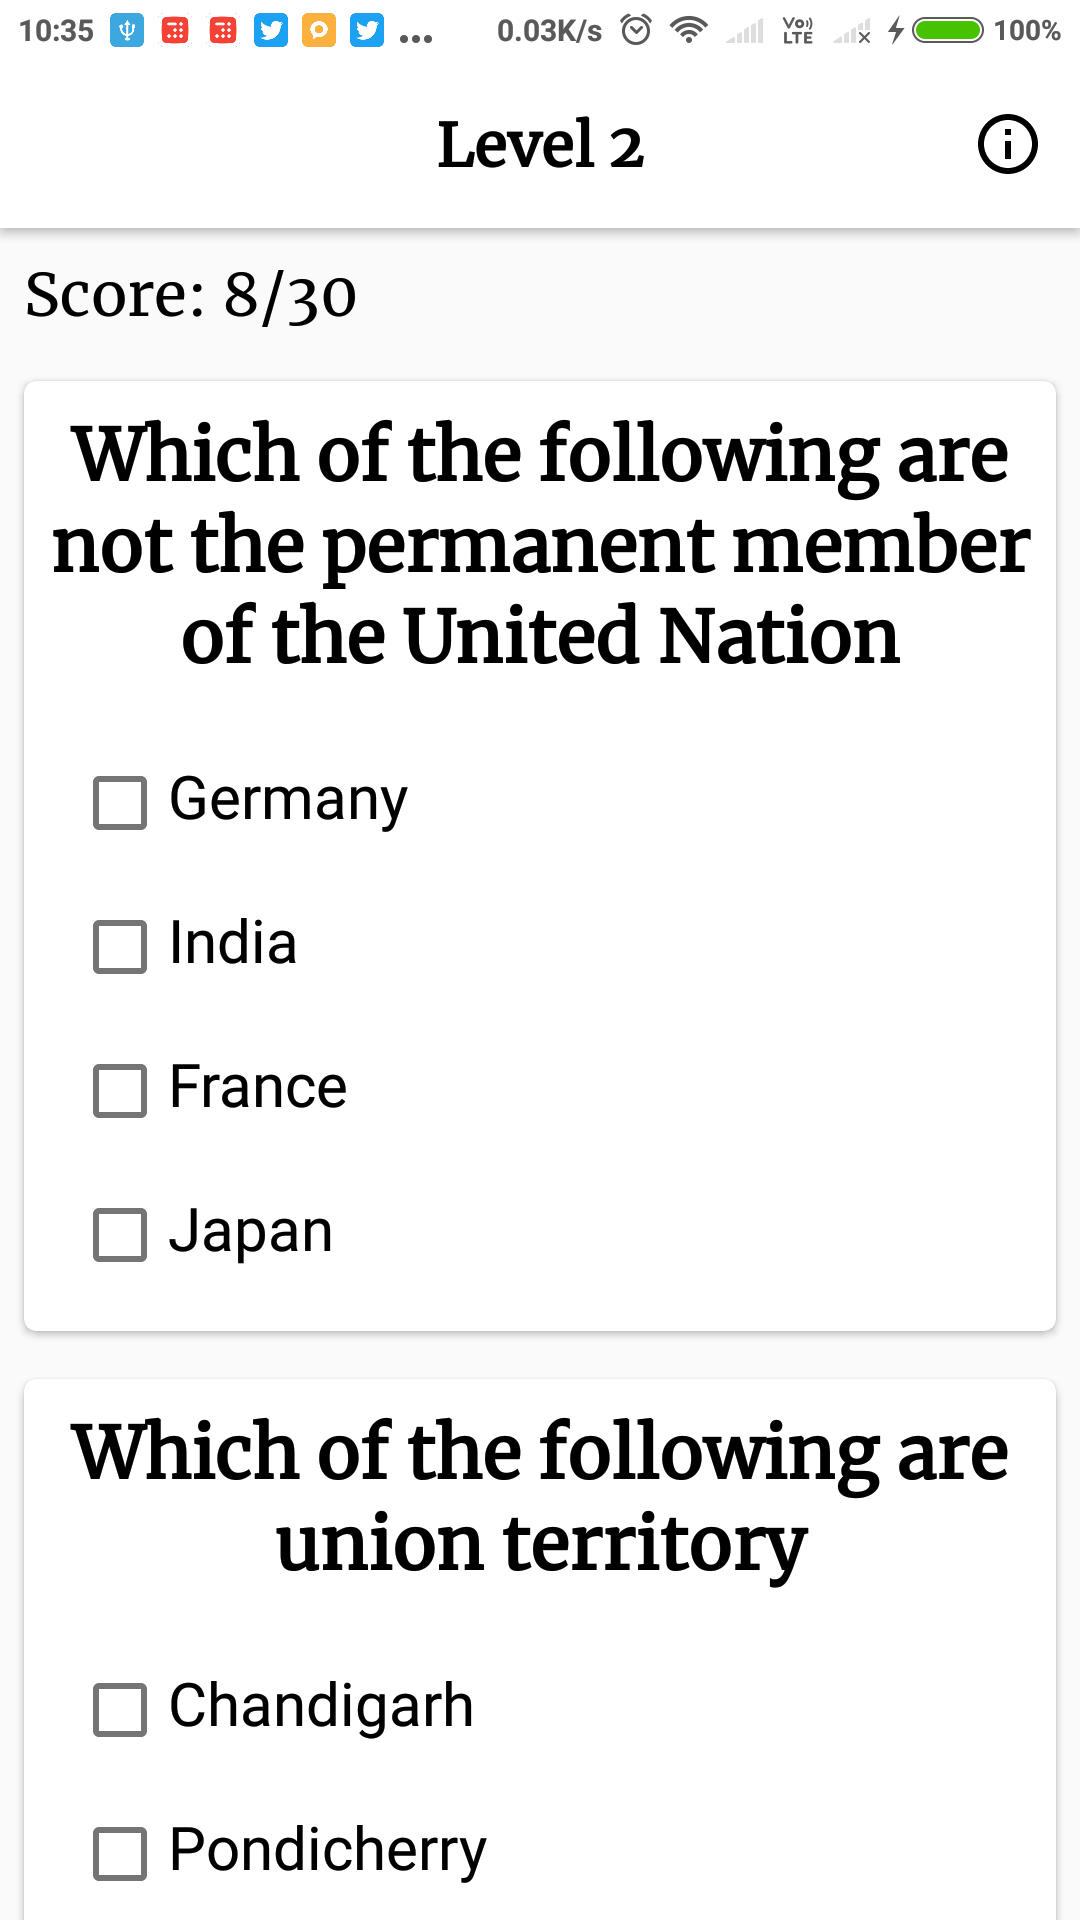 10:35 ... 0.03K/s VoLTE 100%
Level 2
Score: 8/30
Which of the following are
not the permanent member
of the United Nation
Germany
India
France
Japan
Which of the following are
union territory
Chandigarh
Pondicherry